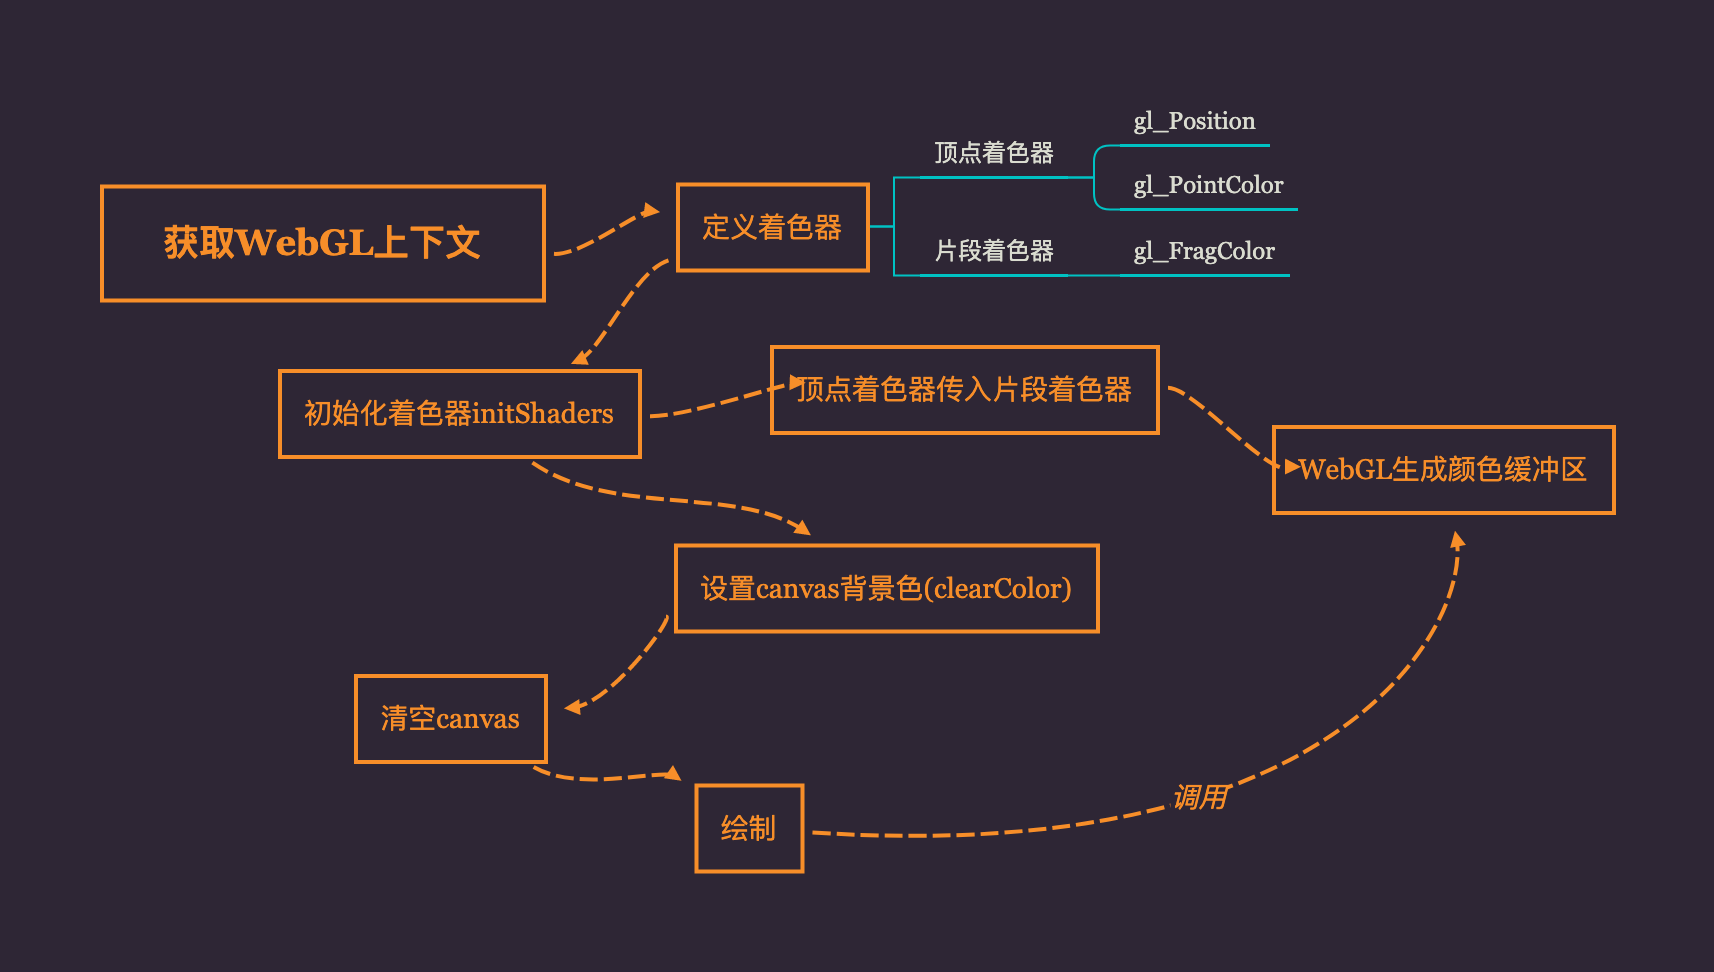 获取WebGL上下文
定义着色器
顶点着色器
gl_Position
gl_PointColor
片段着色器
gl_FragColor
初始化着色器initShaders
顶点着色器传入片段着色器
WebGL生成颜色缓冲区
设置canvas背景色(clearColor)
清空canvas
绘制
调用